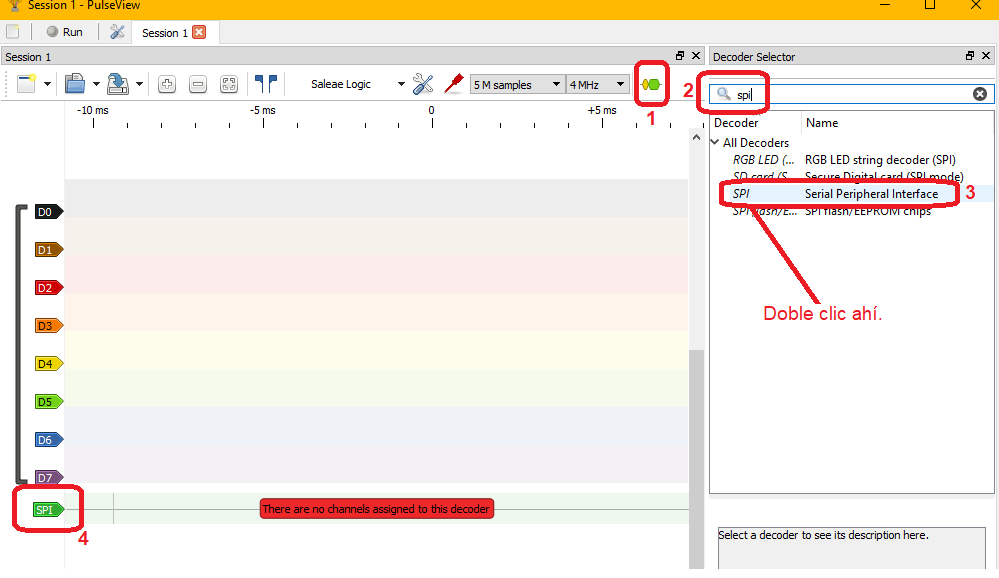 Session 1 - PulseView
Run
Session 1
Session 1
Decoder Selector
Saleae Logic
5 M samples
4 MHz
1
2
spi
-10 ms
-5 ms
0
+5 ms
Decoder
Name
All Decoders
RGB LED (...
RGB LED string decoder (SPI)
SD card (S...
Secure Digital card (SPI mode)
SPI
Serial Peripheral Interface
3
SPI flash/E...
SPI flash/EEPROM chips
Doble clic ahí.
D0
D1
D2
D3
D4
D5
D6
D7
SPI
There are no channels assigned to this decoder
4
Select a decoder to see its description here.